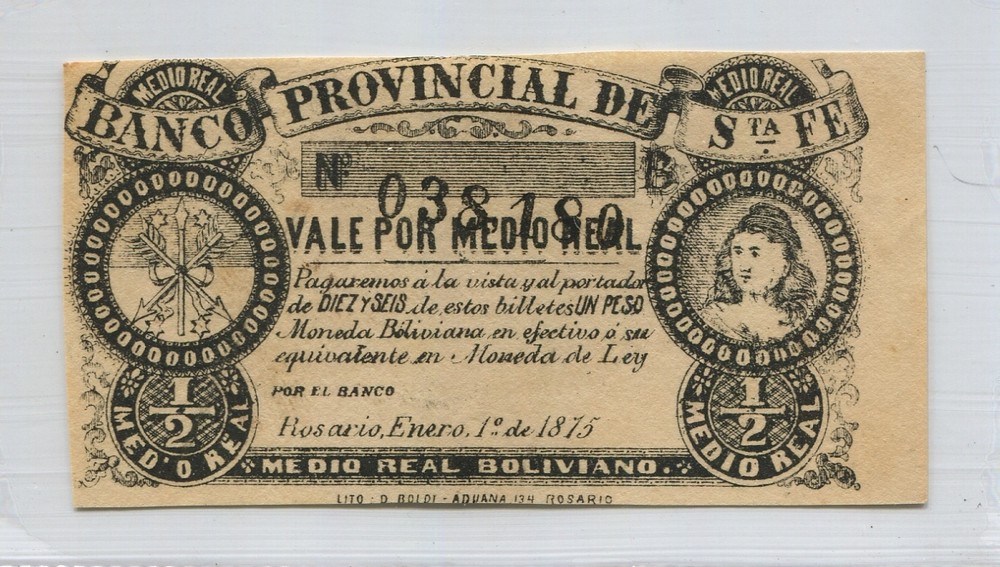 MEDIO REAL
MEDIO REAL
BANCO PROVINCIAL DE STA FE
Nº 038,180 B
VALE POR MEDIO REAL
Pagaremos á la vista y al portador
de DIEZ Y SEIS de estos billetes UN PESO
Moneda Boliviana en efectivo ó su
equivalente en Moneda de Ley
POR EL BANCO
Rosario, Enero, 1º de 1875
1/2
MEDIO REAL
1/2
MEDIO REAL
MEDIO REAL BOLIVIANO.
LITO : D BOLDI - ADUANA 134 ROSARIO